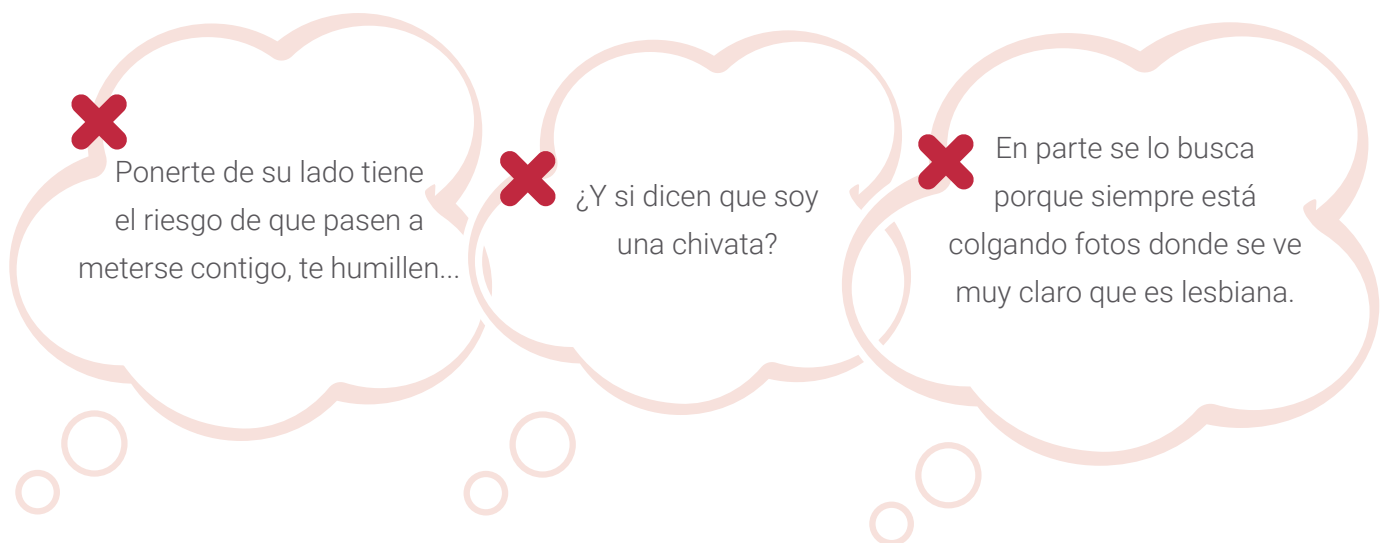 Ponerte de su lado tiene
el riesgo de que pasen a
meterse contigo, te humillen...
¿Y si dicen que soy
una chivata?
En parte se lo busca
porque siempre está
colgando fotos donde se ve
muy claro que es lesbiana.